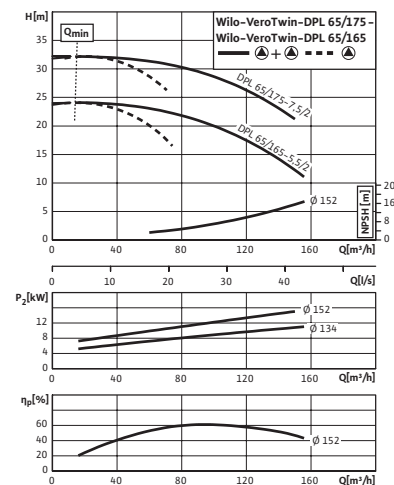 H[m]
Wilo-VeroTwin-DPL 65/175 -
Wilo-VeroTwin-DPL 65/165
+
Qmin
35
30
25
20
15
10
5
0
DPL 65/175-7,5/2
DPL 65/165-5,5/2
Ø 152
NPSH [m]
20
16
8
4
0
0 40 80 120 160 Q[m³/h]
0 10 20 30 40 Q[l/s]
P₂[kW]
12
8
4
0
Ø 152
Ø 134
0 40 80 120 160 Q[m³/h]
ηp[%]
60
40
20
0
Ø 152
0 40 80 120 160 Q[m³/h]